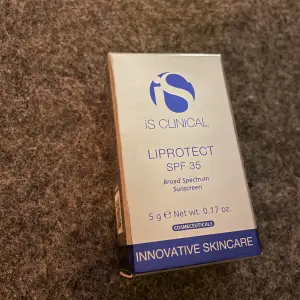 iS
iS CLINICAL
LIPROTECT
SPF 35
Broad Spectrum
Sunscreen
5 g e Net wt. 0.17 oz.
COSMECEUTICALS
INNOVATIVE SKINCARE